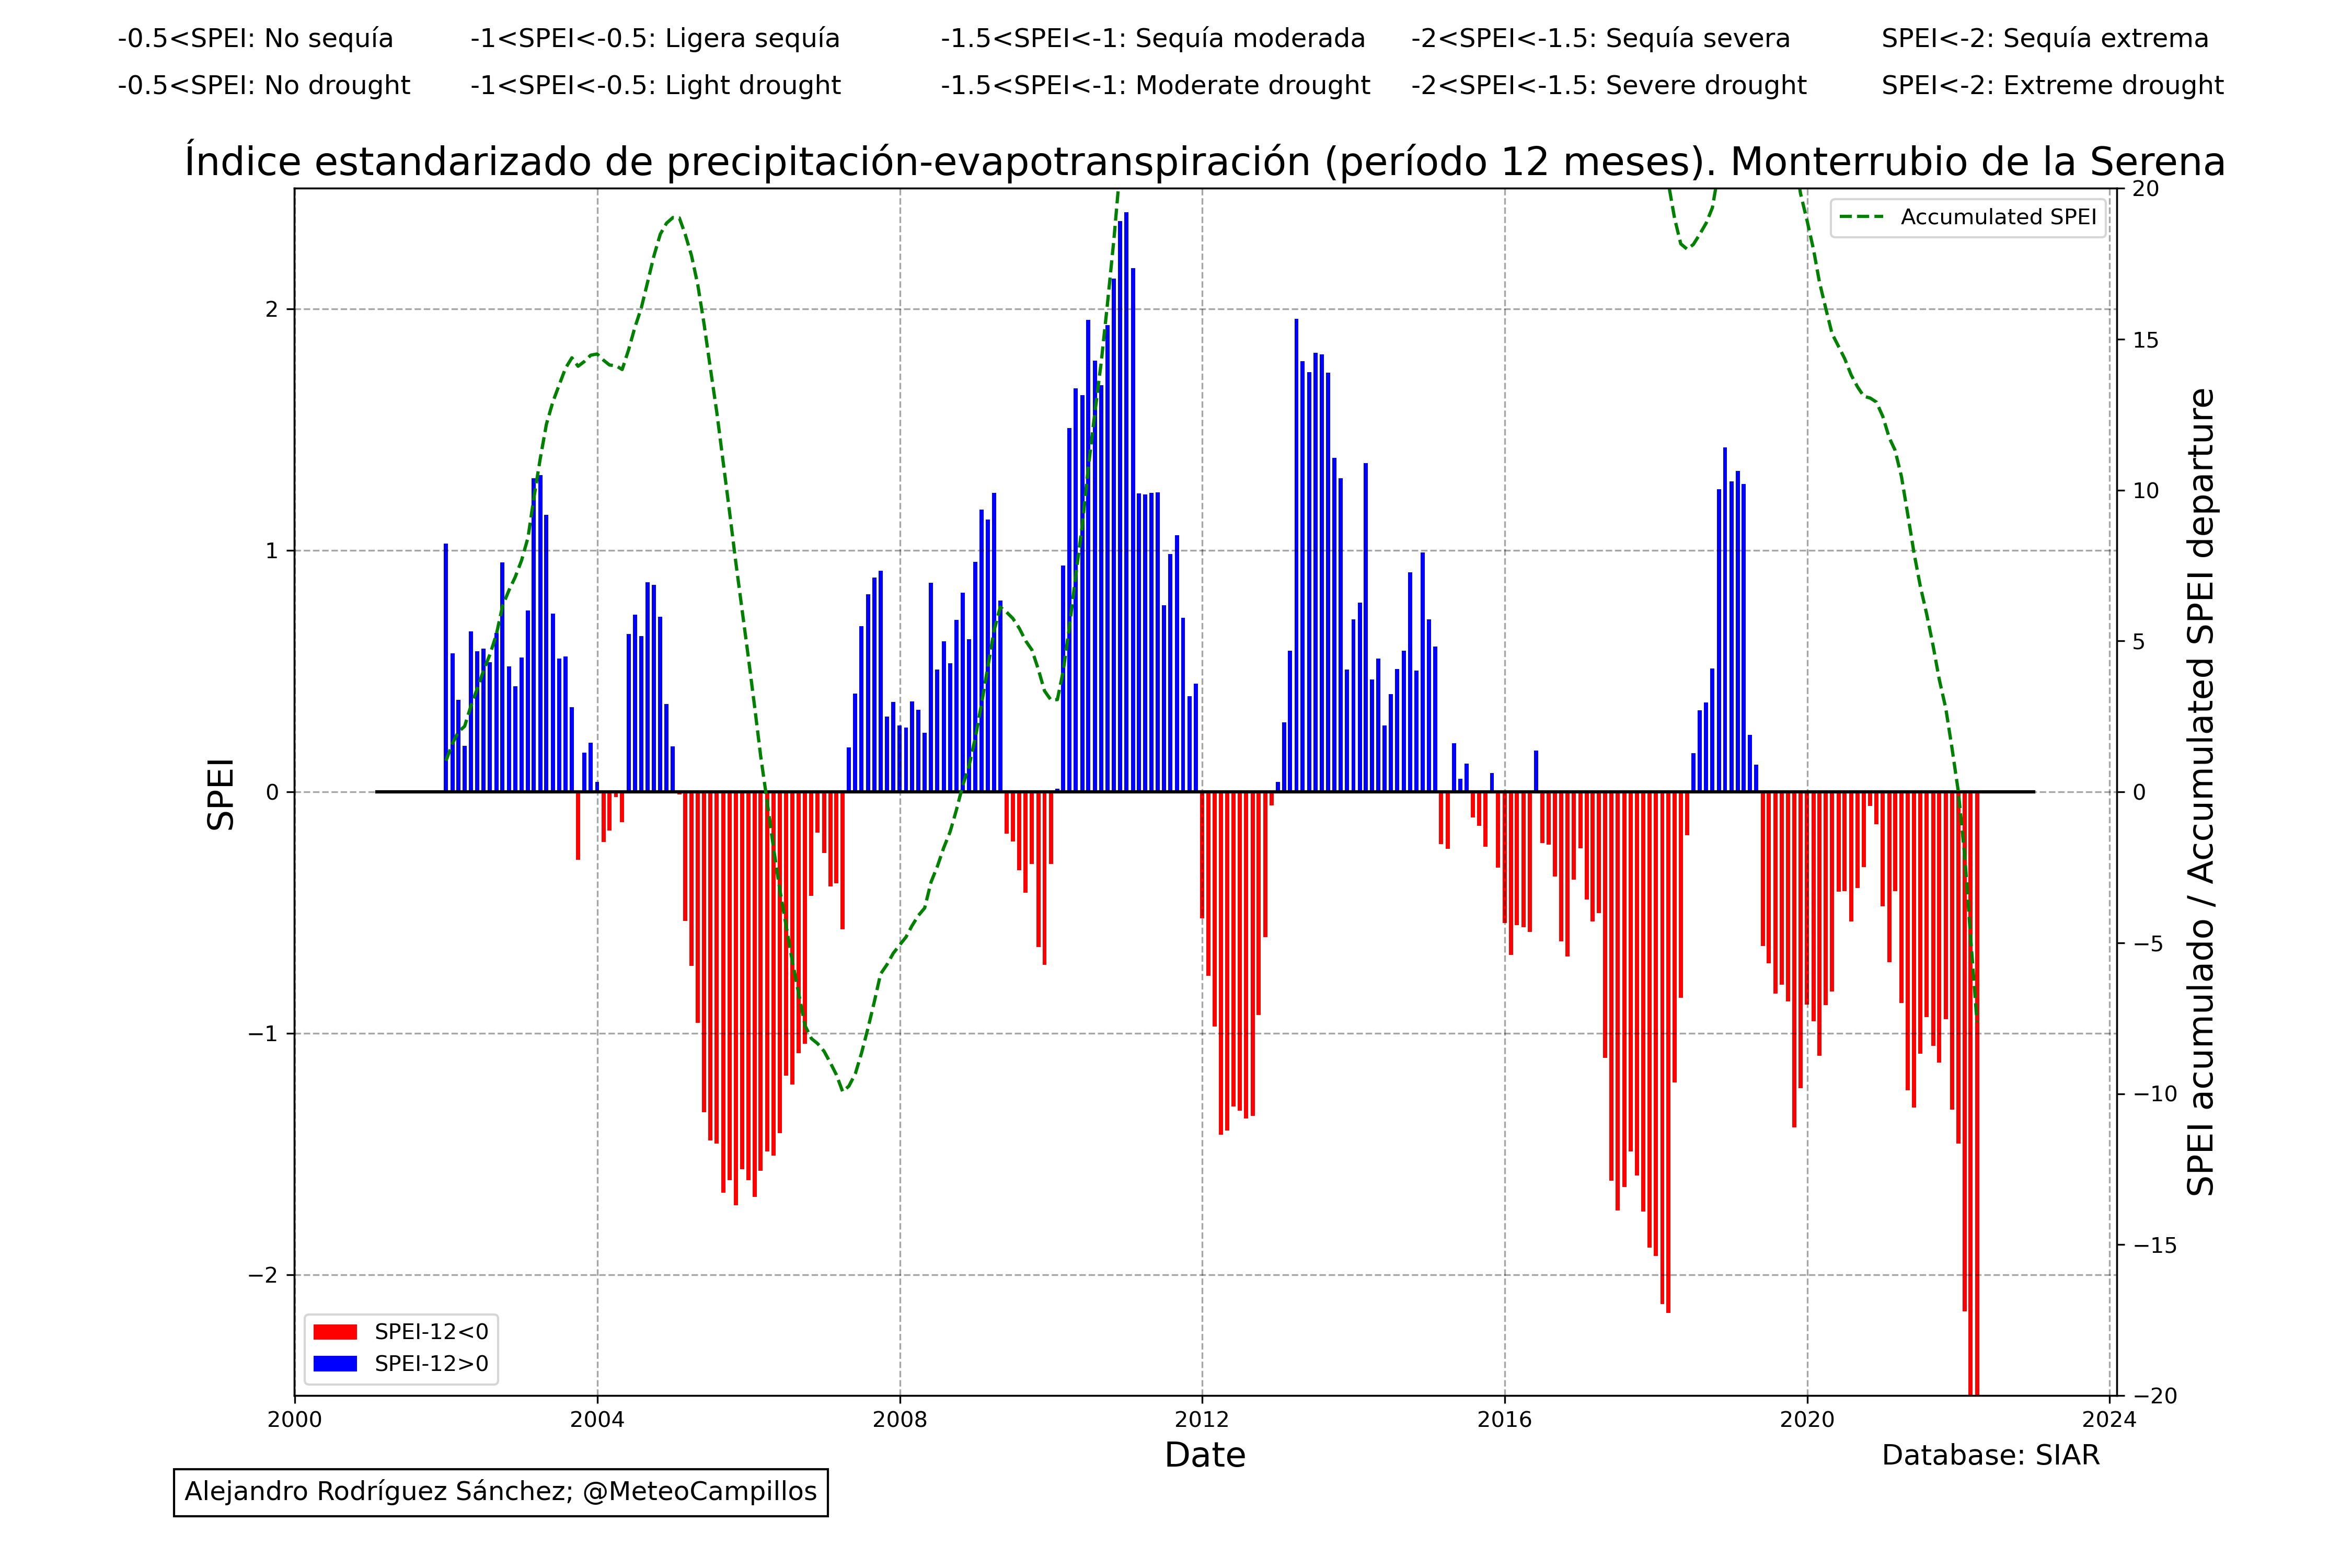 -0.5<SPEI: No sequía -1<SPEI<-0.5: Ligera sequía -1.5<SPEI<-1: Sequía moderada -2<SPEI<-1.5: Sequía severa SPEI<-2: Sequía extrema
-0.5<SPEI: No drought -1<SPEI<-0.5: Light drought -1.5<SPEI<-1: Moderate drought -2<SPEI<-1.5: Severe drought SPEI<-2: Extreme drought
Índice estandarizado de precipitación-evapotranspiración (período 12 meses). Monterrubio de la Serena
Accumulated SPEI
SPEI
2
1
0
−1
−2
20
15
10
5
0
−5
−10
−15
−20
SPEI acumulado / Accumulated SPEI departure
SPEI-12<0
SPEI-12>0
2000 2004 2008 2012 2016 2020 2024
Date
Database: SIAR
Alejandro Rodríguez Sánchez; @MeteoCampillos